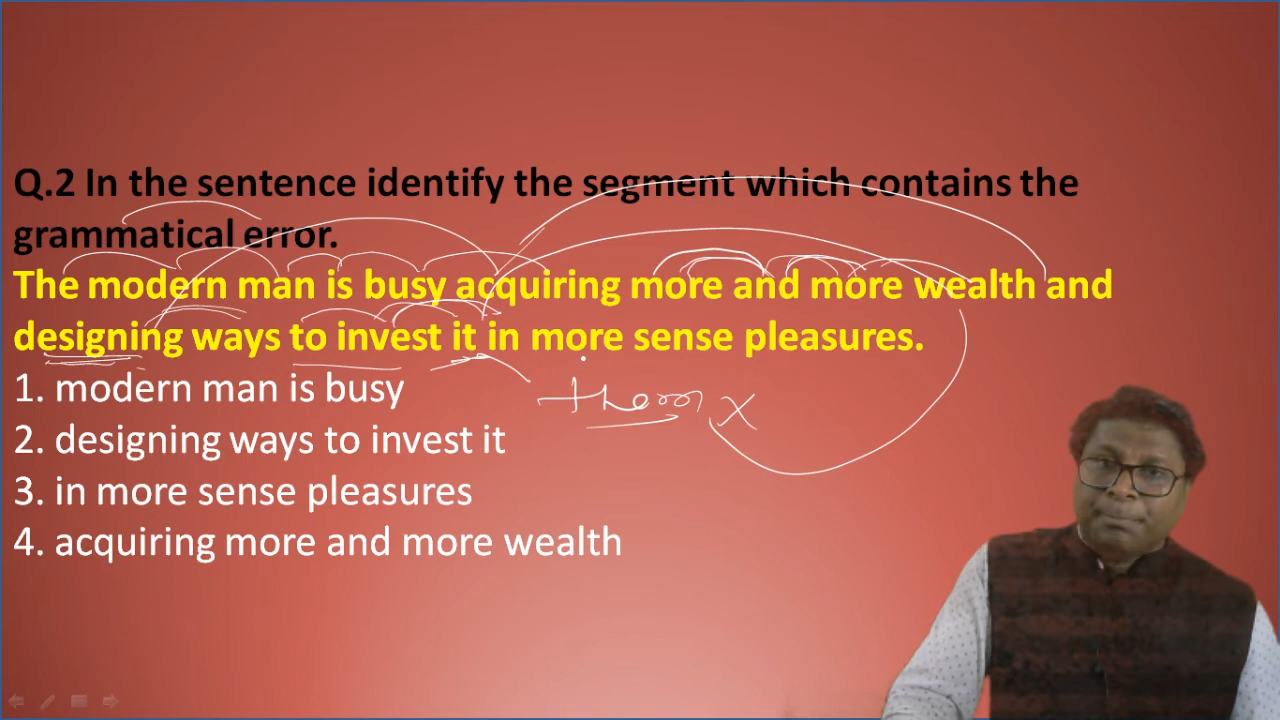 Q.2 In the sentence identify the segment which contains the
grammatical error.
The modern man is busy acquiring more and more wealth and
designing ways to invest it in more sense pleasures.
them x
1. modern man is busy
2. designing ways to invest it
3. in more sense pleasures
4. acquiring more and more wealth